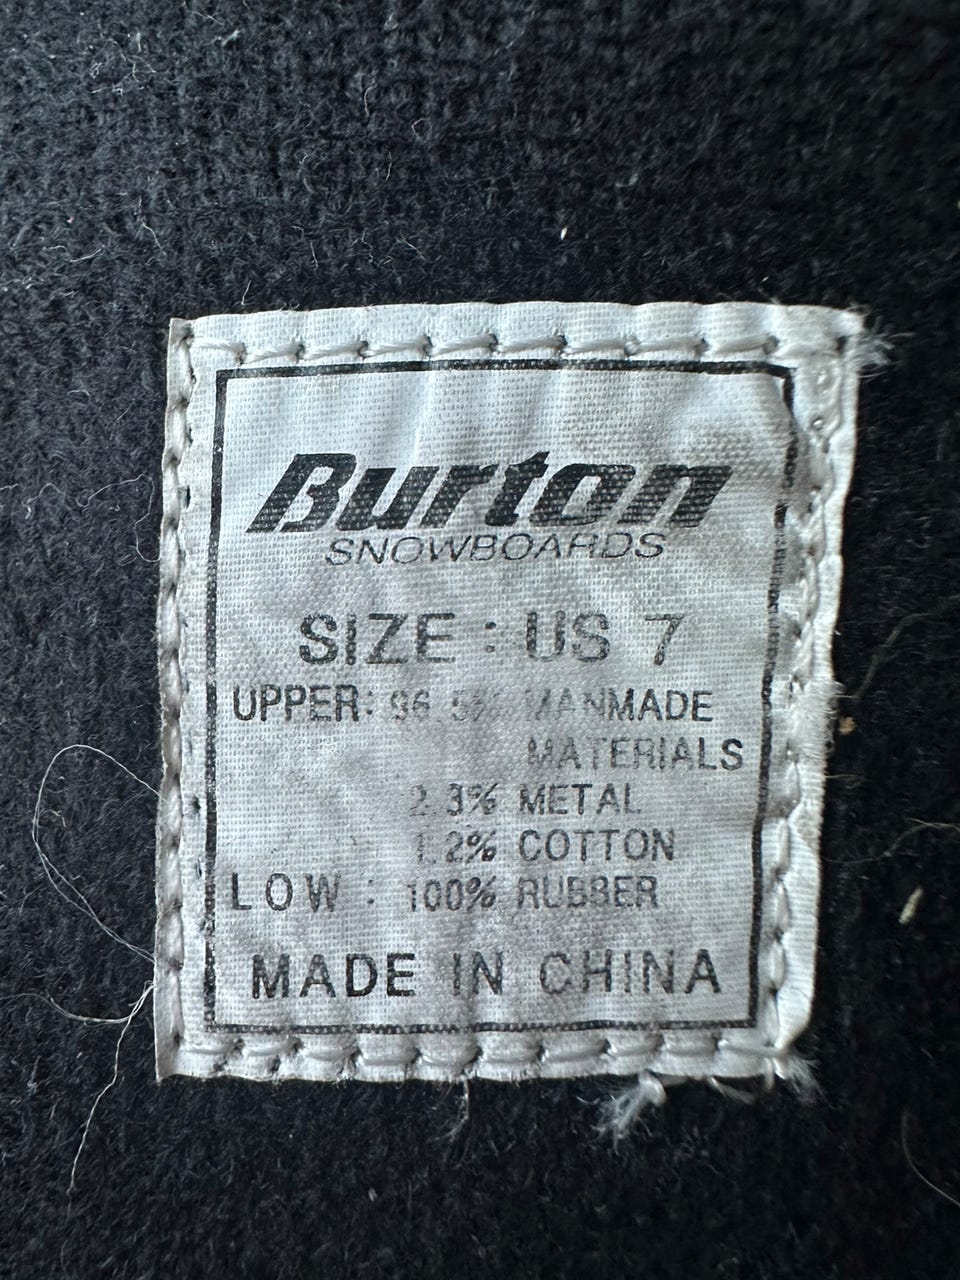 Burton
SNOWBOARDS
SIZE : US 7
UPPER: 96.5% MANMADE
MATERIALS
2.3% METAL
1.2% COTTON
LOW : 100% RUBBER
MADE IN CHINA